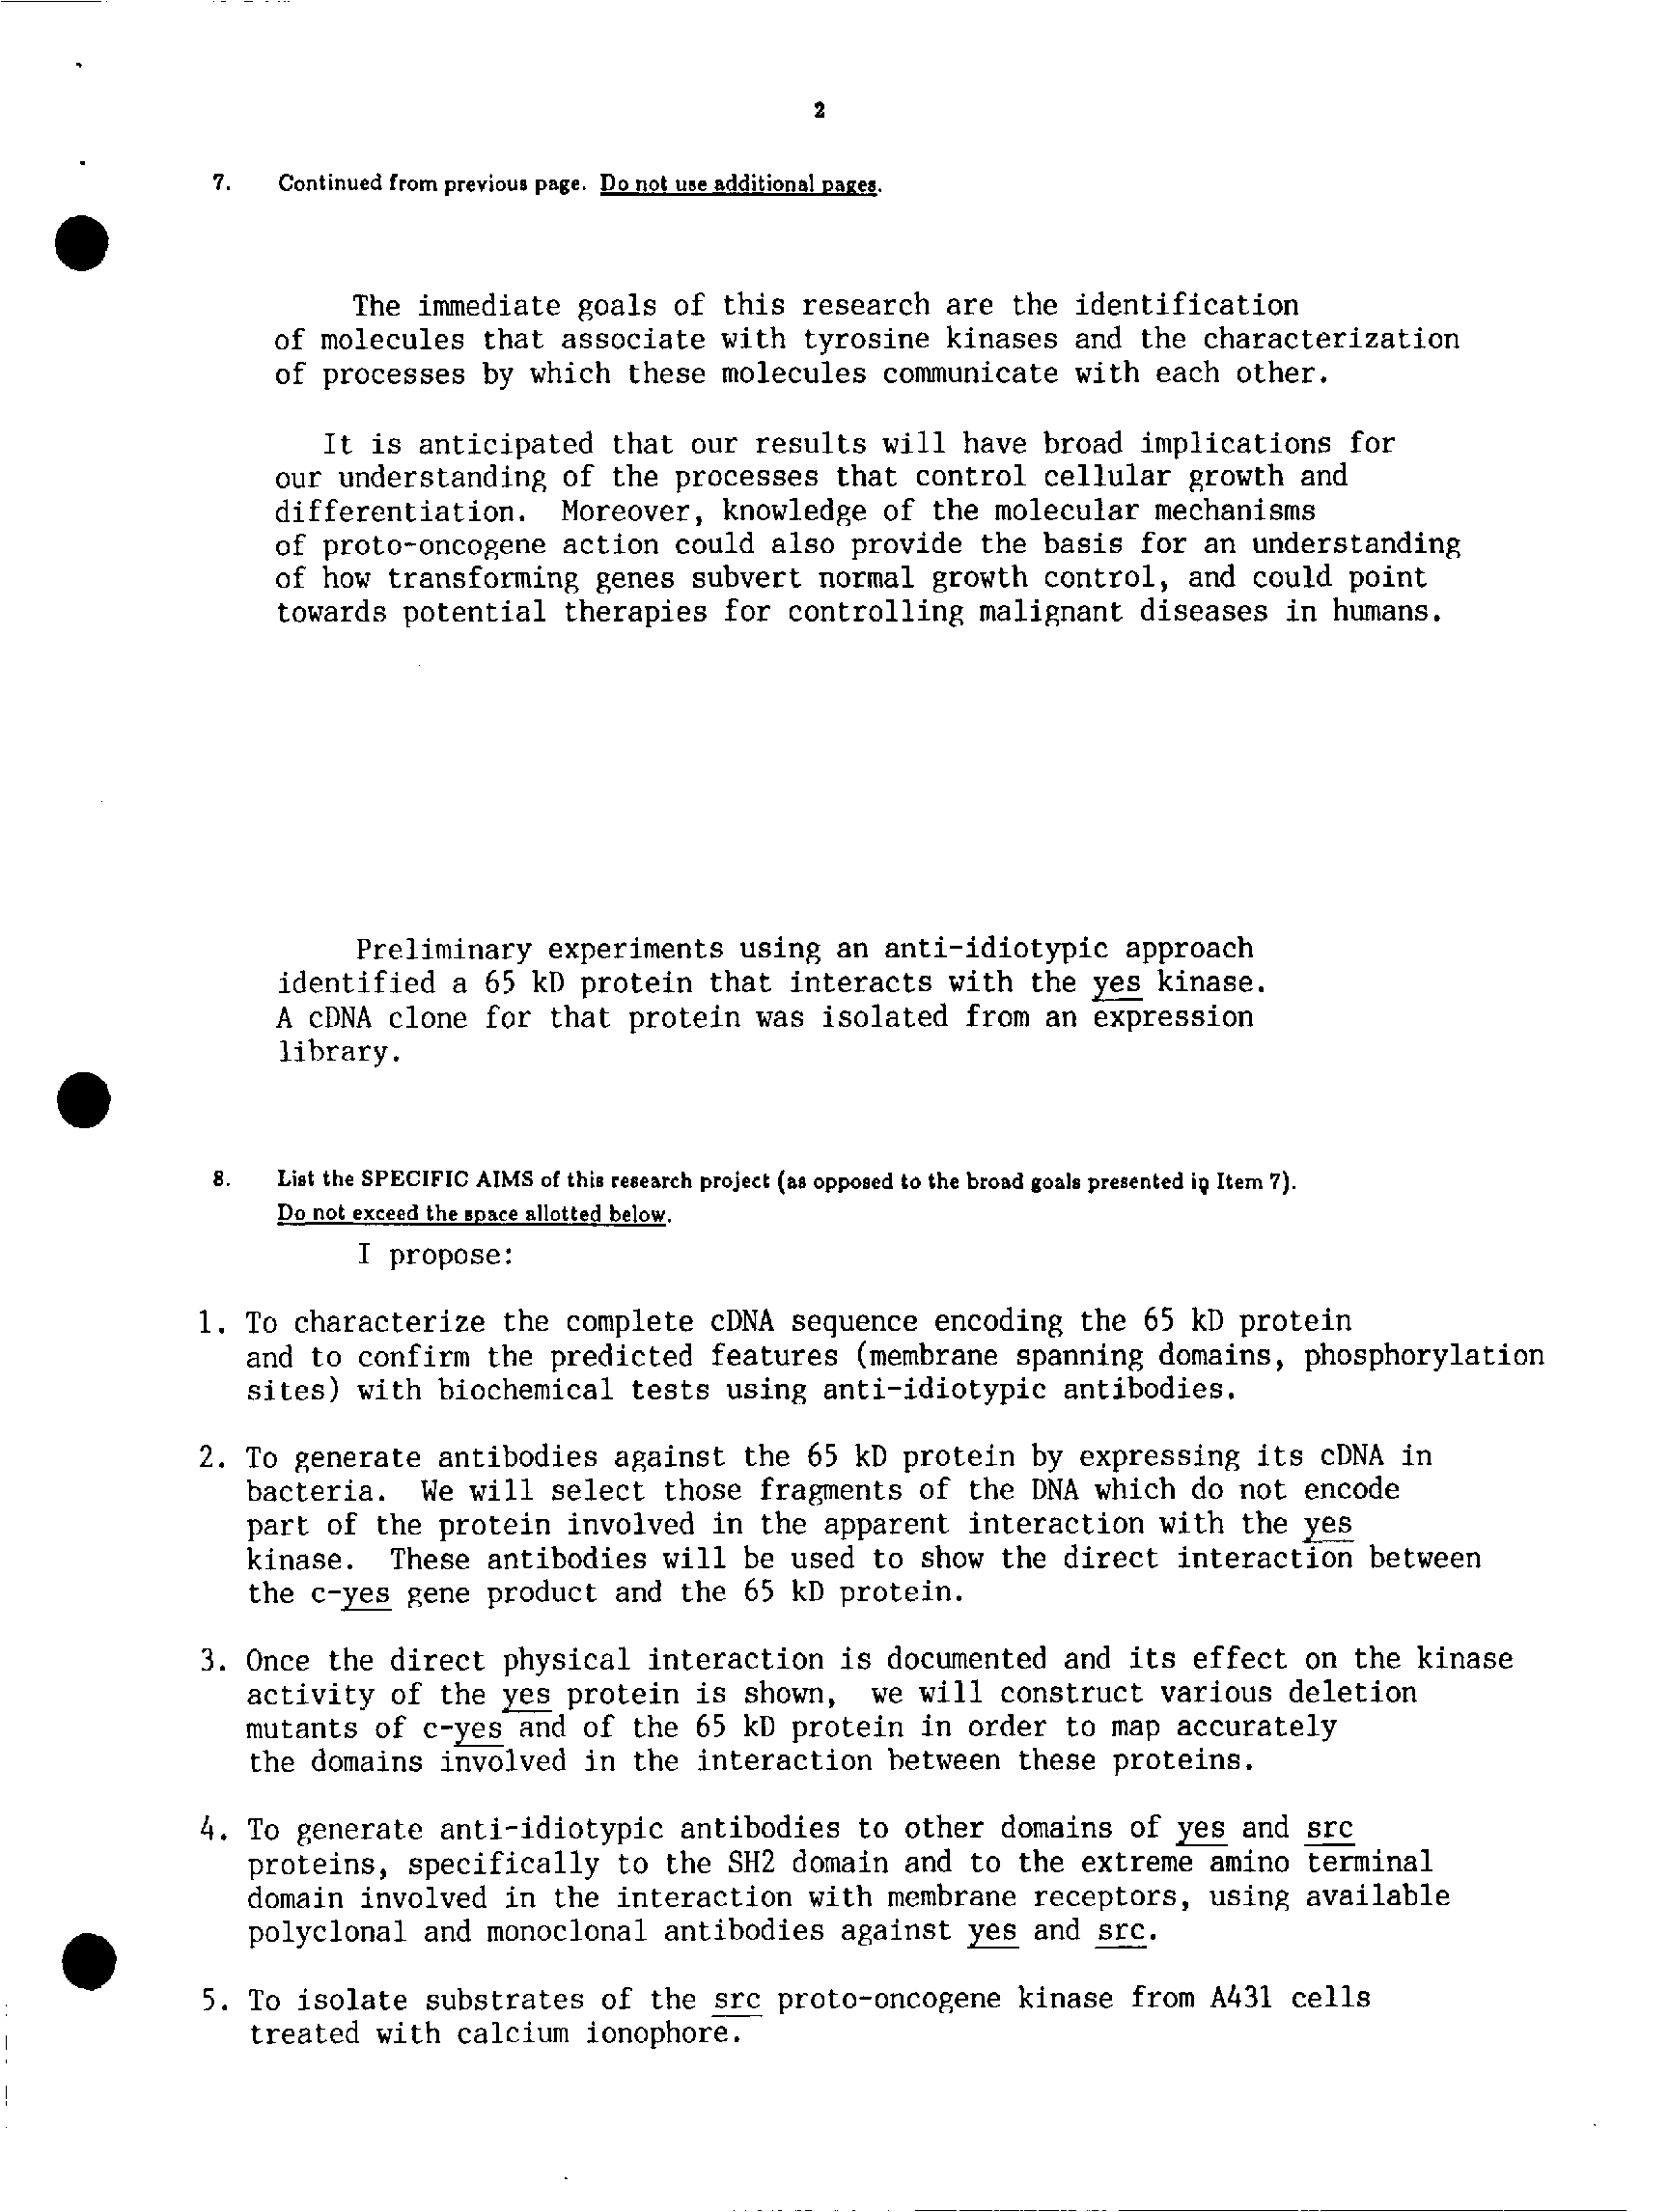 2
7. Continued from previous page. Do not use additional pages.
The immediate goals of this research are the identification
of molecules that associate with tyrosine kinases and the characterization
of processes by which these molecules communicate with each other.
It is anticipated that our results will have broad implications for
our understanding of the processes that control cellular growth and
differentiation. Moreover, knowledge of the molecular mechanisms
of proto-oncogene action could also provide the basis for an understanding
of how transforming genes subvert normal growth control, and could point
towards potential therapies for controlling malignant diseases in humans.
Preliminary experiments using an anti-idiotypic approach
identified a 65 kD protein that interacts with the yes kinase.
A cDNA clone for that protein was isolated from an expression
library.
8. List the SPECIFIC AIMS of this research project (as opposed to the broad goals presented in Item 7).
Do not exceed the space allotted below.
I propose:
1. To characterize the complete cDNA sequence encoding the 65 kD protein
and to confirm the predicted features (membrane spanning domains, phosphorylation
sites) with biochemical tests using anti-idiotypic antibodies.
2. To generate antibodies against the 65 kD protein by expressing its cDNA in
bacteria. We will select those fragments of the DNA which do not encode
part of the protein involved in the apparent interaction with the yes
kinase. These antibodies will be used to show the direct interaction between
the c-yes gene product and the 65 kD protein.
3. Once the direct physical interaction is documented and its effect on the kinase
activity of the yes protein is shown, we will construct various deletion
mutants of c-yes and of the 65 kD protein in order to map accurately
the domains involved in the interaction between these proteins.
4. To generate anti-idiotypic antibodies to other domains of yes and src
proteins, specifically to the SH2 domain and to the extreme amino terminal
domain involved in the interaction with membrane receptors, using available
polyclonal and monoclonal antibodies against yes and src.
5. To isolate substrates of the src proto-oncogene kinase from A431 cells
treated with calcium ionophore.